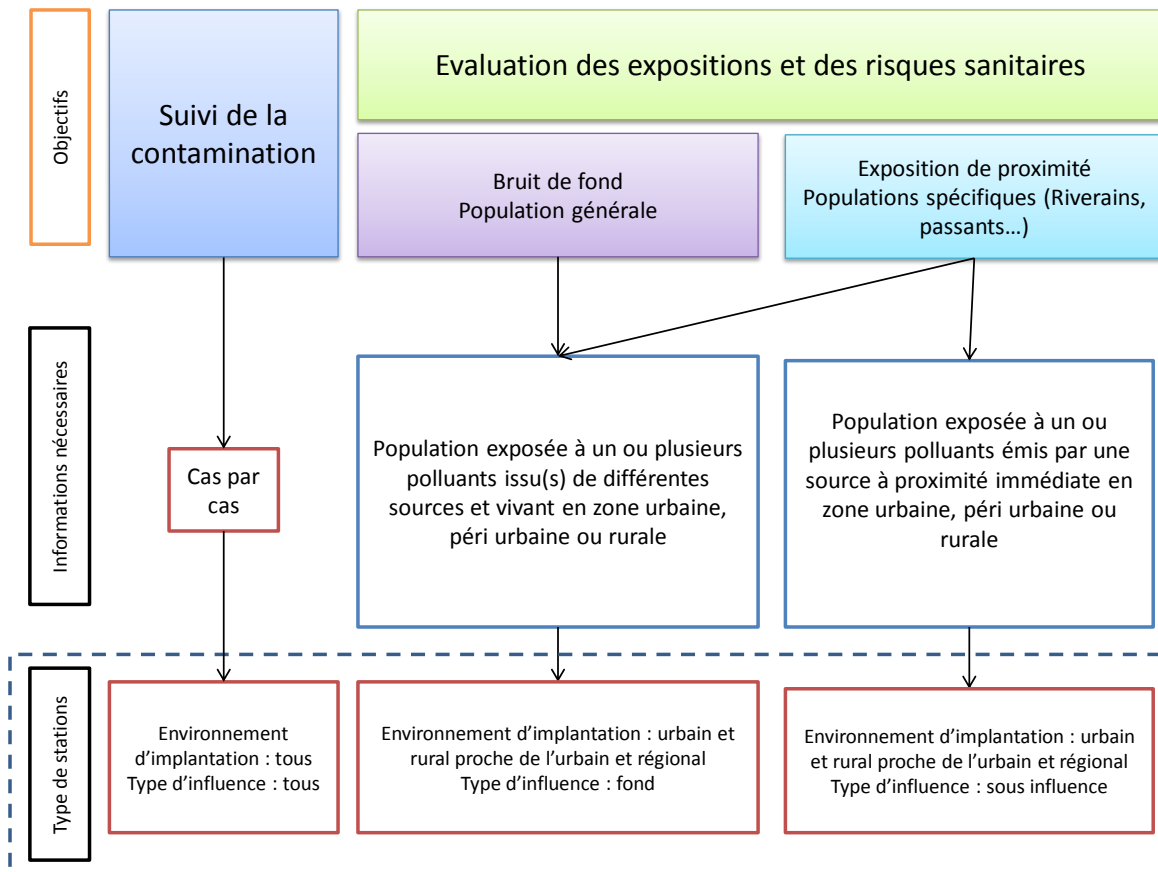 Objectifs
Suivi de la
contamination
Evaluation des expositions et des risques sanitaires
Bruit de fond
Population générale
Exposition de proximité
Populations spécifiques (Riverains,
passants…)
Informations nécessaires
Cas par
cas
Population exposée à un ou plusieurs
polluants issu(s) de différentes
sources et vivant en zone urbaine,
péri urbaine ou rurale
Population exposée à un ou
plusieurs polluants émis par une
source à proximité immédiate en
zone urbaine, péri urbaine ou
rurale
Type de stations
Environnement
d’implantation : tous
Type d’influence : tous
Environnement d’implantation : urbain et
rural proche de l’urbain et régional
Type d’influence : fond
Environnement d’implantation : urbain
et rural proche de l’urbain et régional
Type d’influence : sous influence